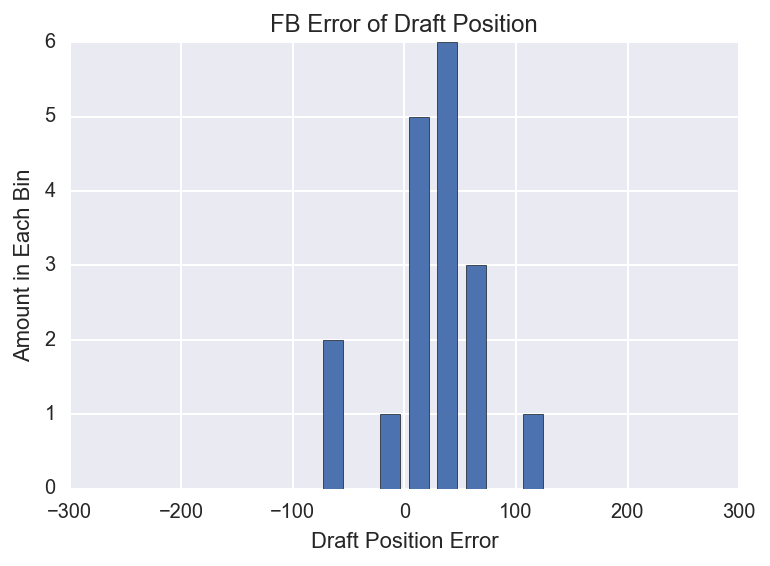 FB Error of Draft Position
6
5
4
3
2
1
0
Amount in Each Bin
−300 −200 −100 0 100 200 300
Draft Position Error